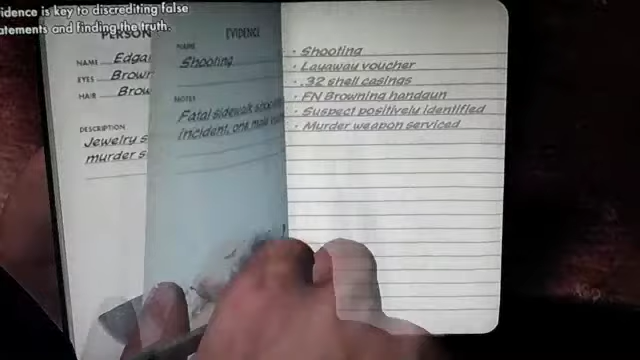 idence is key to discrediting false
atements and finding the truth.
PERSON
NAME Edga
EYES Brown
HAIR Brow
DESCRIPTION
Jewelry s
murder s
EVIDENCE
NAME
Shooting
NOTES
Fatal sidewalk
incident, one male
• Shooting
• Layaway voucher
• .32 shell casings
• FN Browning handgun
• Suspect positively identified
• Murder weapon serviced